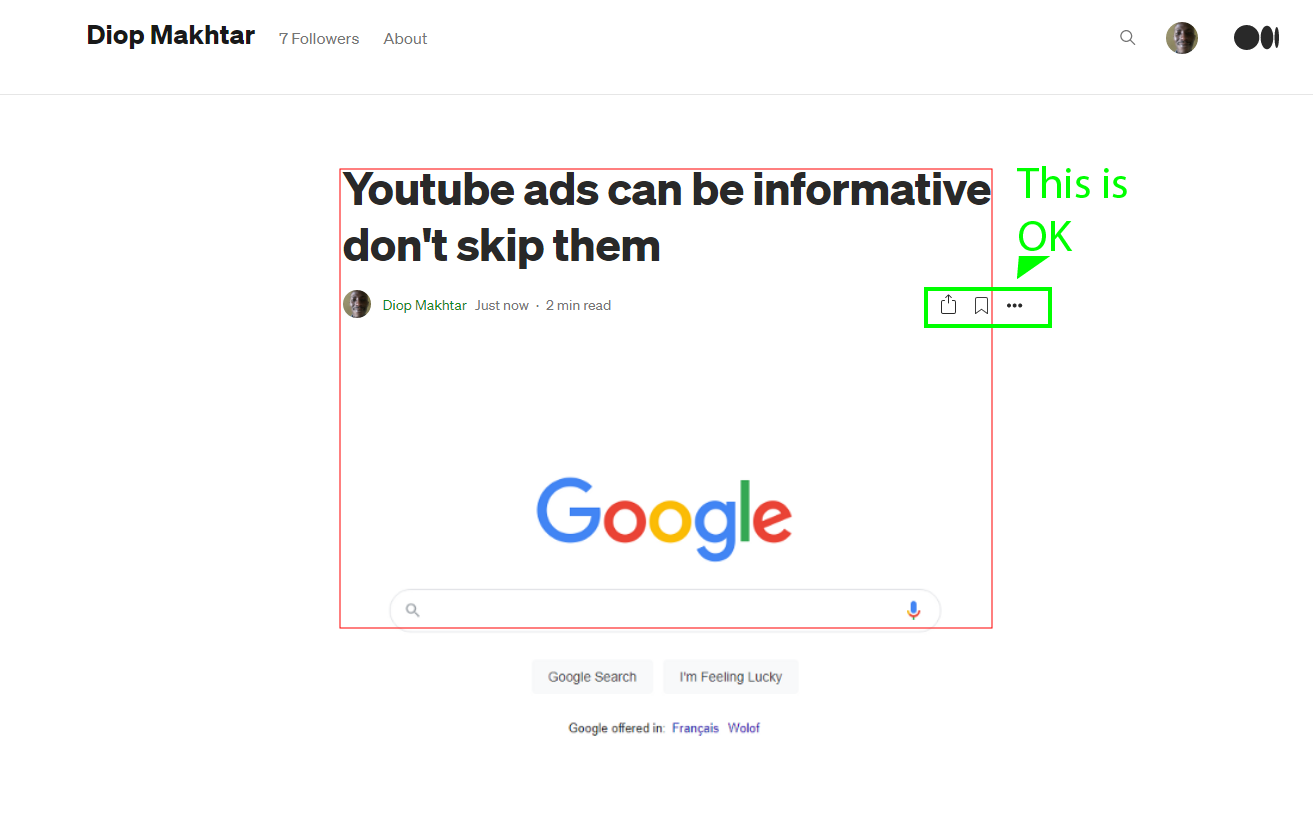 Diop Makhtar 7 Followers About
Youtube ads can be informative
don't skip them
This is
OK
Diop Makhtar Just now · 2 min read
Google
Google Search I'm Feeling Lucky
Google offered in: Français Wolof